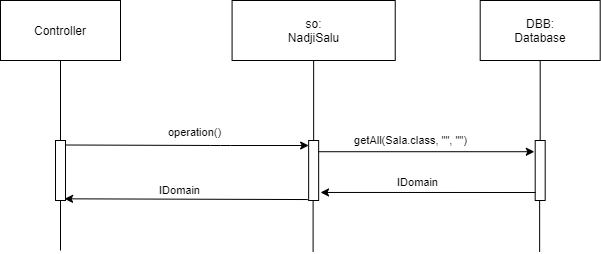 Controller
so:
NadjiSalu
DBB:
Database
operation()
getAll(Sala.class, "", "")
IDomain
IDomain